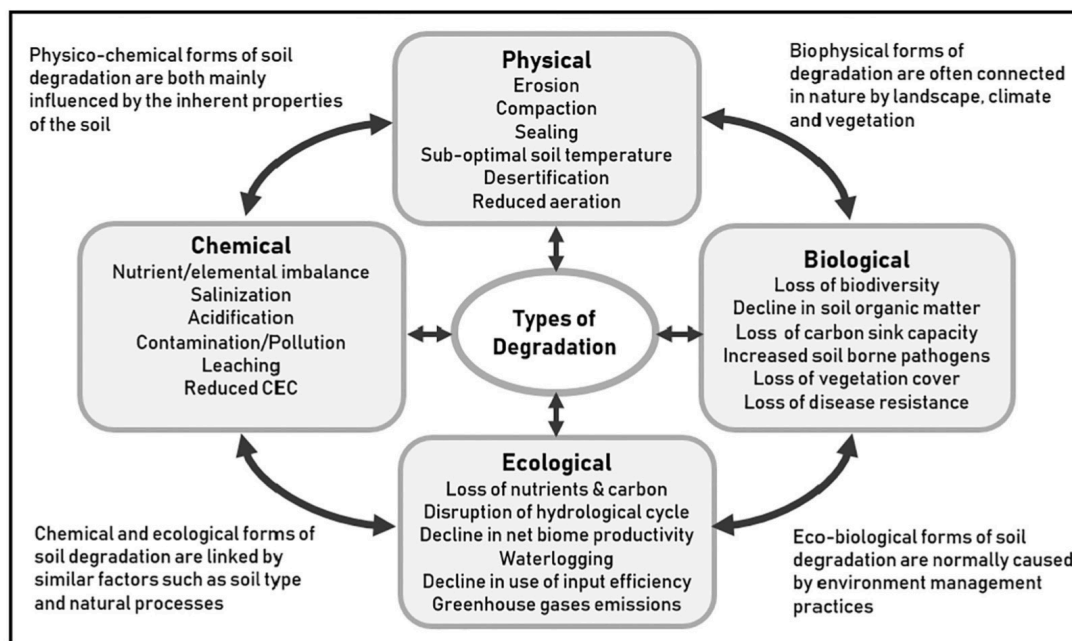 Physico-chemical forms of soil
degradation are both mainly
influenced by the inherent properties
of the soil
Physical
Erosion
Compaction
Sealing
Sub-optimal soil temperature
Desertification
Reduced aeration
Biophysical forms of
degradation are often connected
in nature by landscape, climate
and vegetation
Chemical
Nutrient/elemental imbalance
Salinization
Acidification
Contamination/Pollution
Leaching
Reduced CEC
Types of
Degradation
Biological
Loss of biodiversity
Decline in soil organic matter
Loss of carbon sink capacity
Increased soil borne pathogens
Loss of vegetation cover
Loss of disease resistance
Chemical and ecological forms of
soil degradation are linked by
similar factors such as soil type
and natural processes
Ecological
Loss of nutrients & carbon
Disruption of hydrological cycle
Decline in net biome productivity
Waterlogging
Decline in use of input efficiency
Greenhouse gases emissions
Eco-biological forms of soil
degradation are normally caused
by environment management
practices